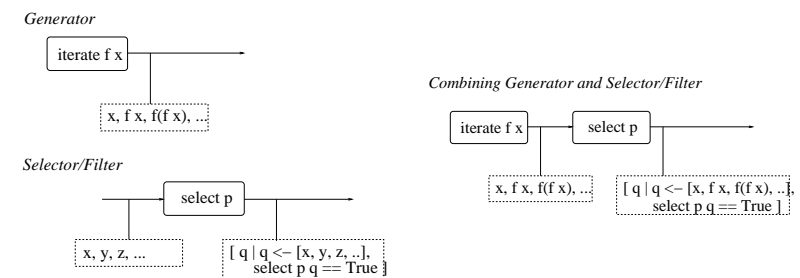 Generator
iterate f x
x, f x, f(f x), ...
Selector/Filter
select p
x, y, z, ...
[ q | q <– [x, y, z, ..],
select p q == True ]
Combining Generator and Selector/Filter
iterate f x
select p
x, f x, f(f x), ...
[ q | q <– [x, f x, f(f x), ..],
select p q == True ]